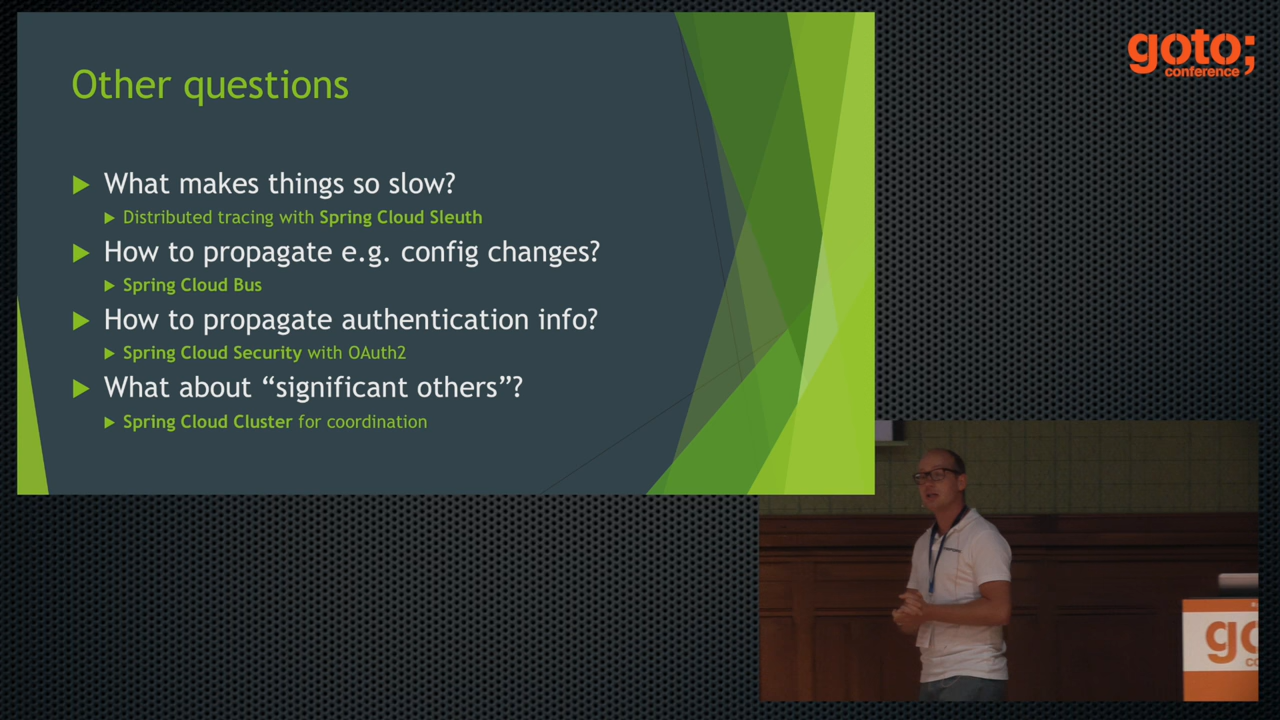 Other questions
What makes things so slow?
Distributed tracing with Spring Cloud Sleuth
How to propagate e.g. config changes?
Spring Cloud Bus
How to propagate authentication info?
Spring Cloud Security with OAuth2
What about “significant others”?
Spring Cloud Cluster for coordination
goto;
conference
go
co